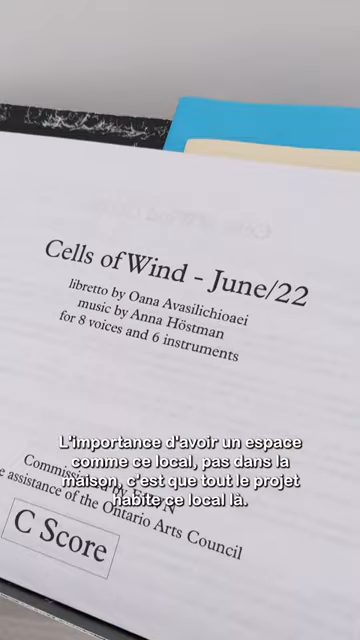 Cells of Wind - June/22
libretto by Oana Avasilichioaei
music by Anna Höstman
for 8 voices and 6 instruments
L'importance d'avoir un espace
comme ce local, pas dans la
maison, c'est que tout le projet
habite ce local là.
Commissioned by
assistance of the Ontario Arts Council
C Score